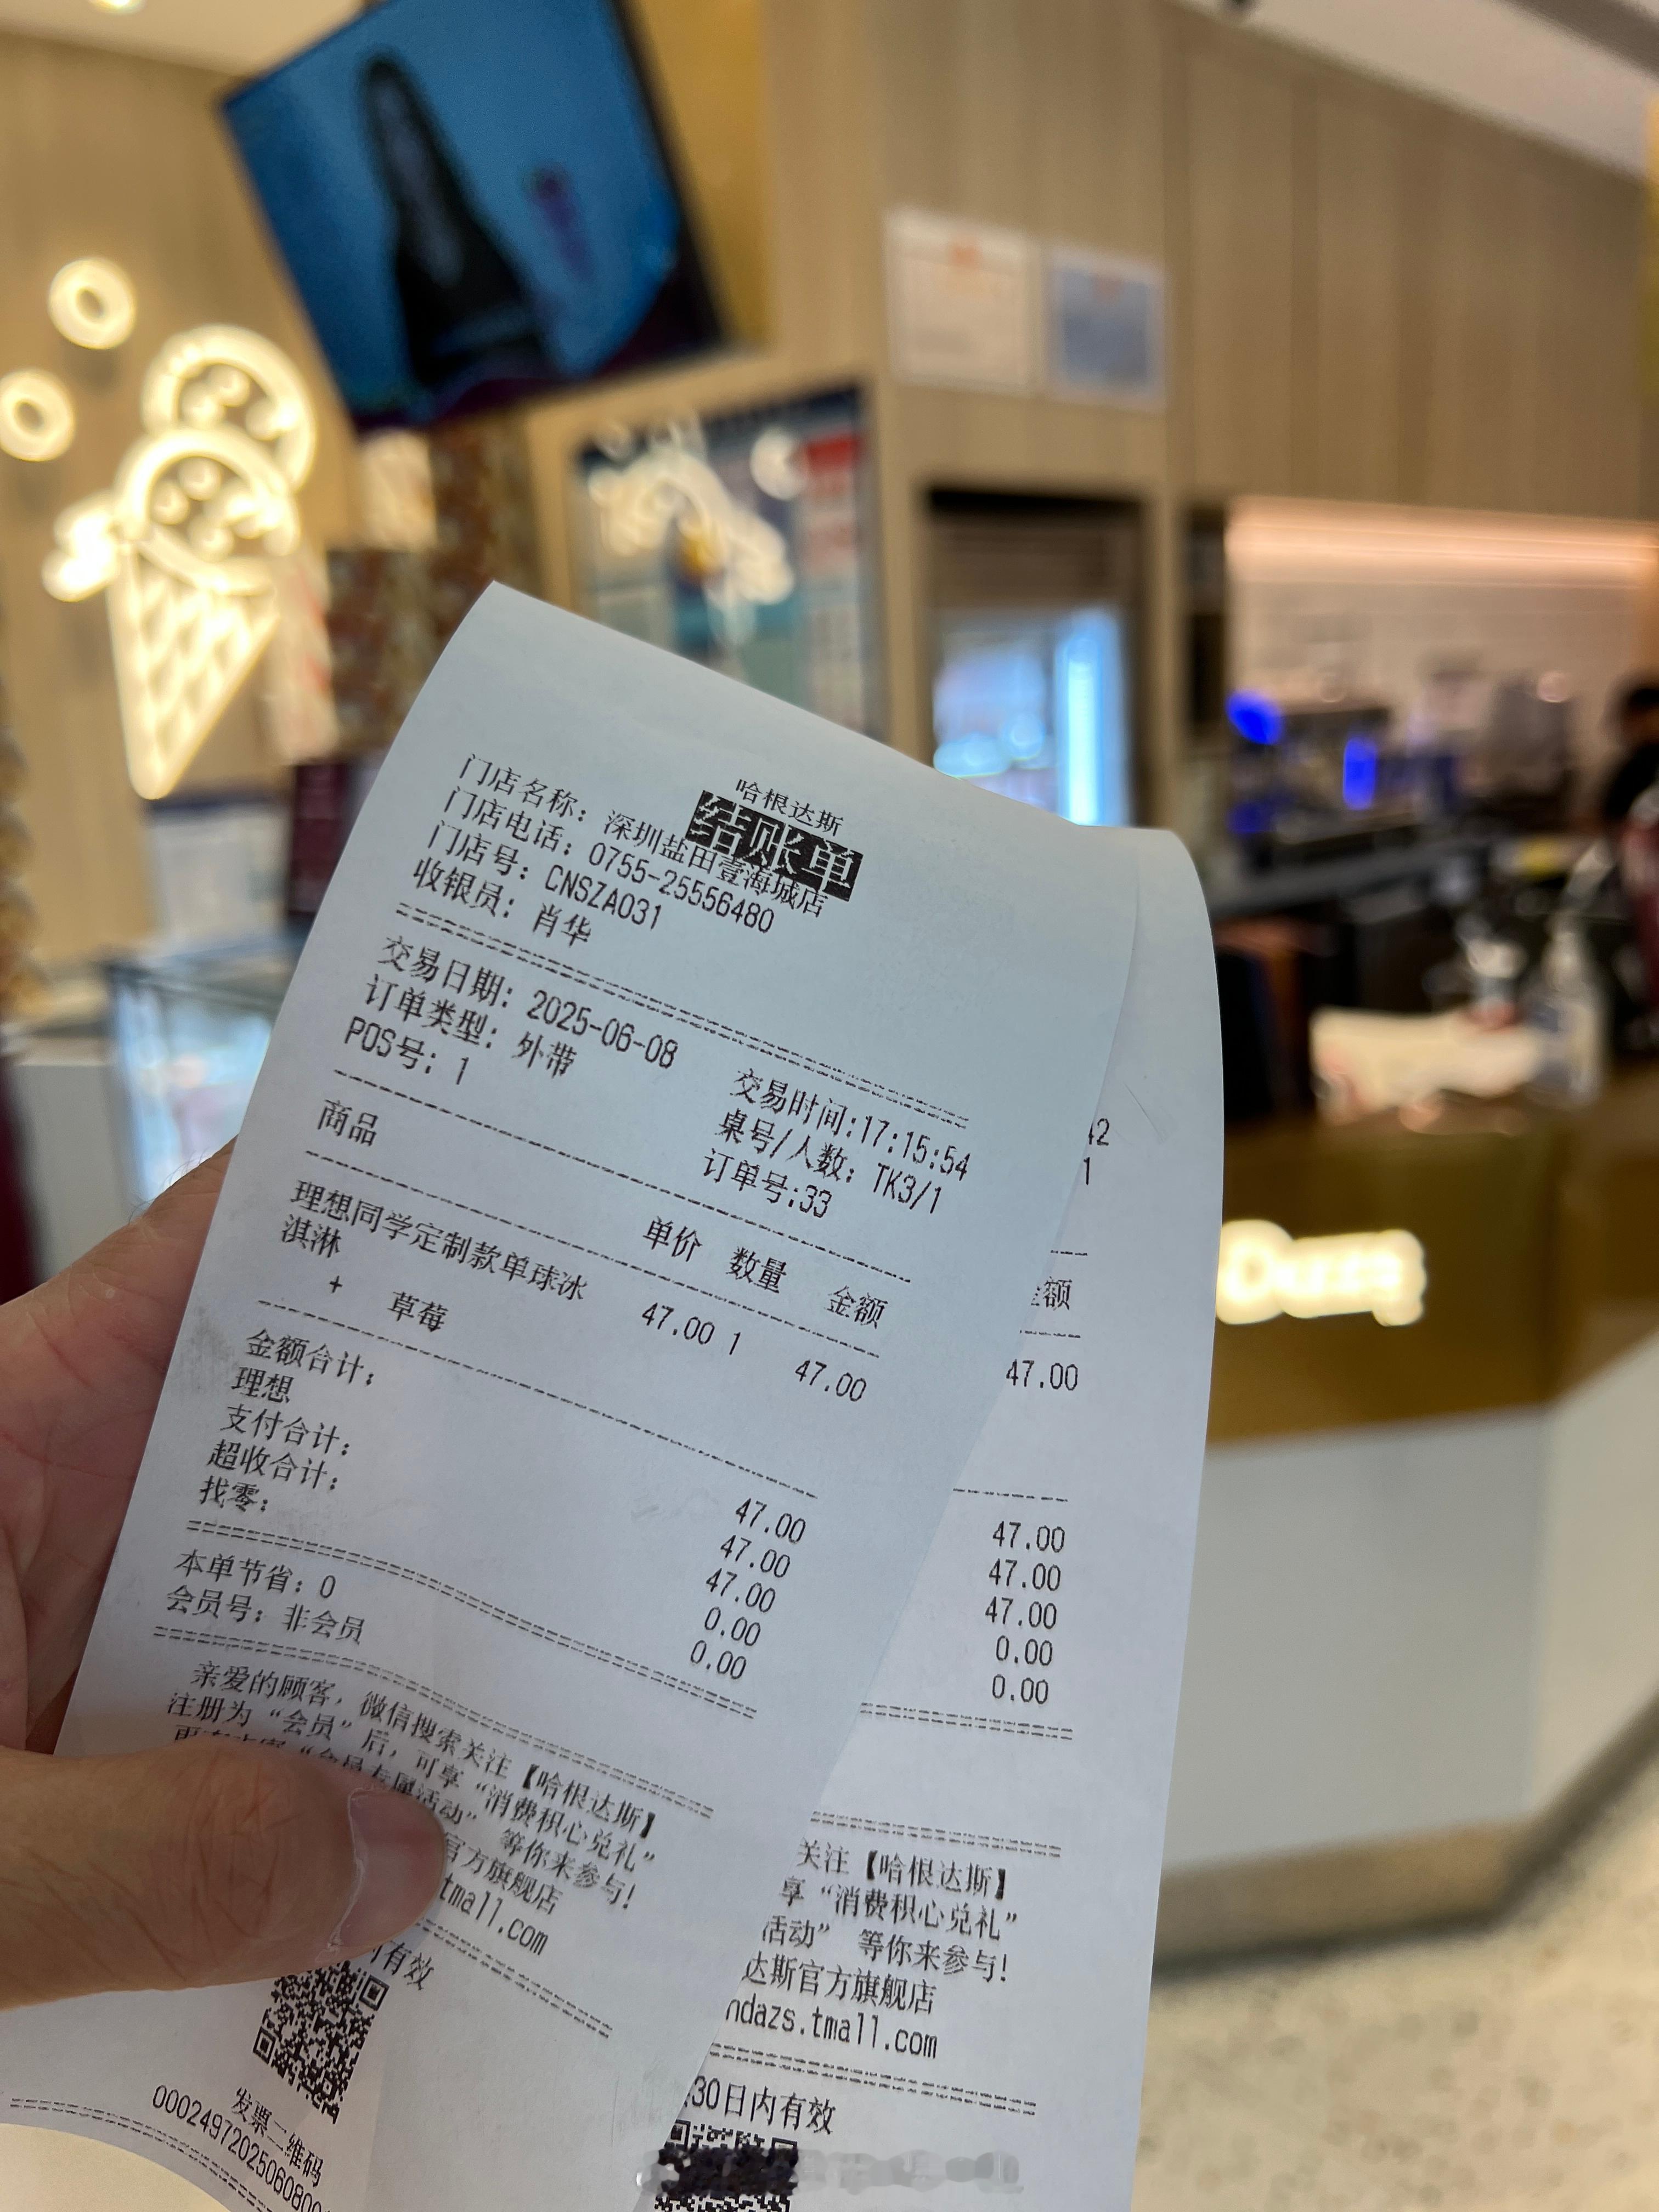 哈根达斯
结账单
门店名称：深圳盐田壹海城店
门店电话：0755-25556480
门店号：CNSZA031
收银员：肖华
交易日期：2025-06-08 交易时间:17:15:54
订单类型：外带 桌号/人数：TK3/1
POS号：1 订单号:33
商品 单价 数量 金额
理想同学定制款单球冰
淇淋 47.00 1 47.00
+ 草莓
金额合计： 47.00
理想 47.00
支付合计： 47.00
超收合计： 0.00
找零： 0.00
本单节省：0
会员号：非会员
亲爱的顾客，微信搜索关注【哈根达斯】
注册为“会员”后，可享“消费积心兑礼”
“会员专属活动” 等你来参与！
官方旗舰店
tmall.com
内有效
发票二维码
0002497202506080
42
1
金额
47.00
47.00
47.00
47.00
0.00
0.00
关注【哈根达斯】
享“消费积心兑礼”
活动” 等你来参与！
达斯官方旗舰店
ndazs.tmall.com
30日内有效